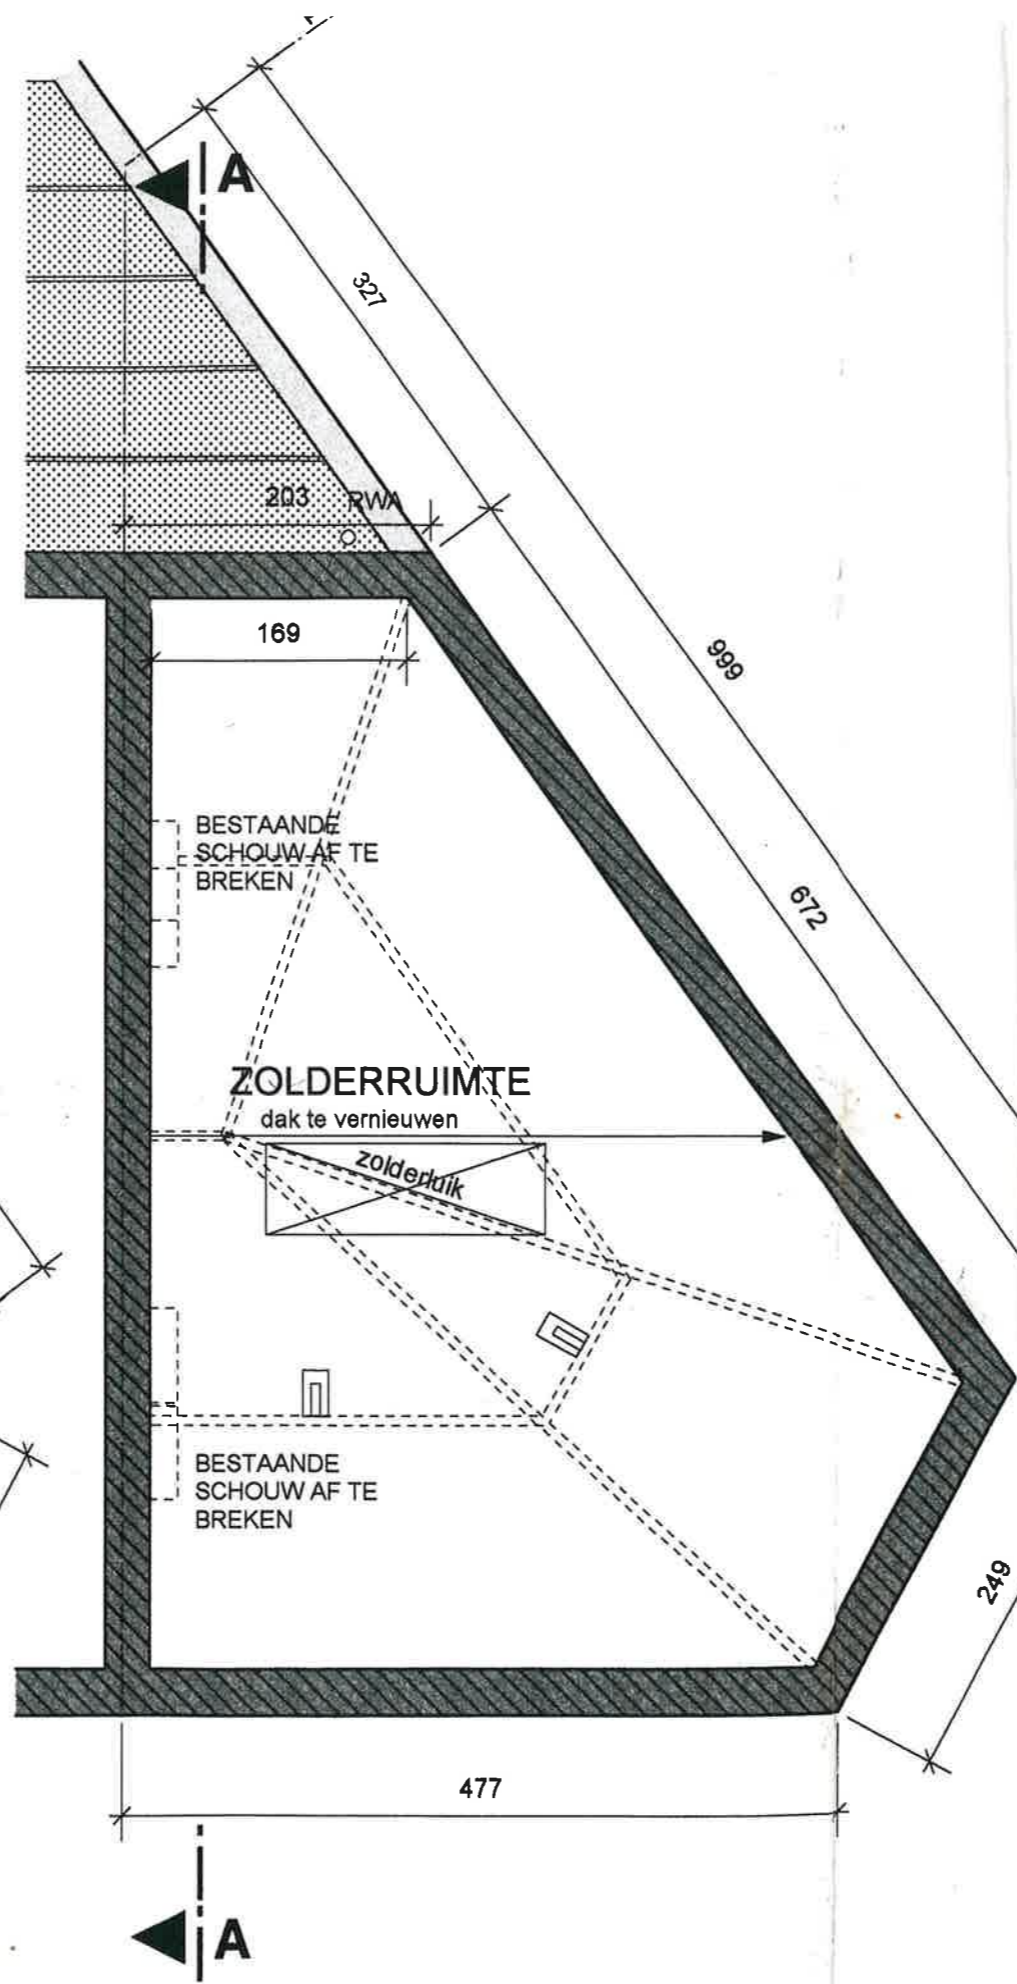 A
327
203 RWA
169
999
BESTAANDE
SCHOUW AF TE
BREKEN
672
ZOLDERRUIMTE
dak te vernieuwen
zolderluik
BESTAANDE
SCHOUW AF TE
BREKEN
249
477
A